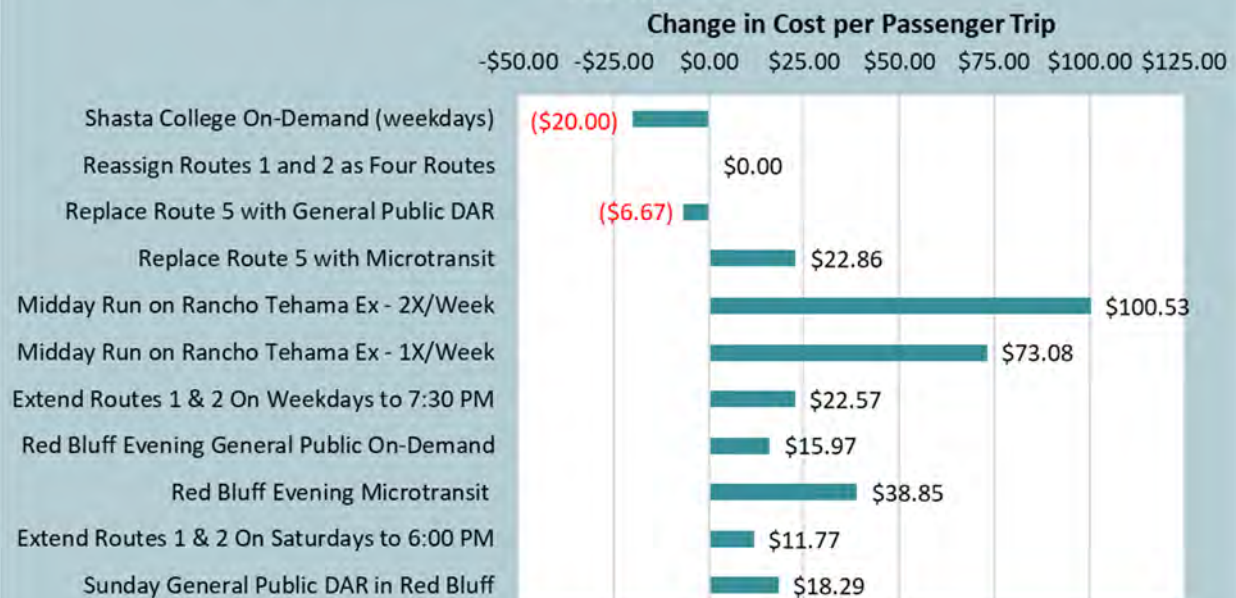 Change in Cost per Passenger Trip
-$50.00 -$25.00 $0.00 $25.00 $50.00 $75.00 $100.00 $125.00
Shasta College On-Demand (weekdays) ($20.00)
Reassign Routes 1 and 2 as Four Routes $0.00
Replace Route 5 with General Public DAR ($6.67)
Replace Route 5 with Microtransit $22.86
Midday Run on Rancho Tehama Ex - 2X/Week $100.53
Midday Run on Rancho Tehama Ex - 1X/Week $73.08
Extend Routes 1 & 2 On Weekdays to 7:30 PM $22.57
Red Bluff Evening General Public On-Demand $15.97
Red Bluff Evening Microtransit $38.85
Extend Routes 1 & 2 On Saturdays to 6:00 PM $11.77
Sunday General Public DAR in Red Bluff $18.29